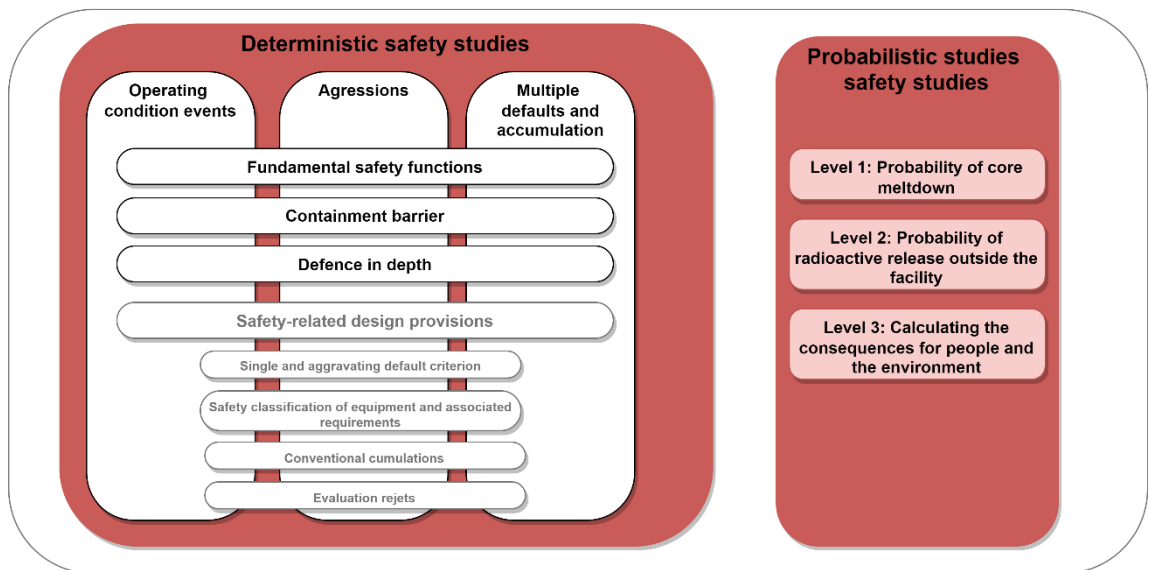 Deterministic safety studies
Operating
condition events
Agressions
Multiple
defaults and
accumulation
Fundamental safety functions
Containment barrier
Defence in depth
Safety-related design provisions
Single and aggravating default criterion
Safety classification of equipment and associated
requirements
Conventional cumulations
Evaluation rejets
Probabilistic studies
safety studies
Level 1: Probability of core
meltdown
Level 2: Probability of
radioactive release outside the
facility
Level 3: Calculating the
consequences for people and
the environment